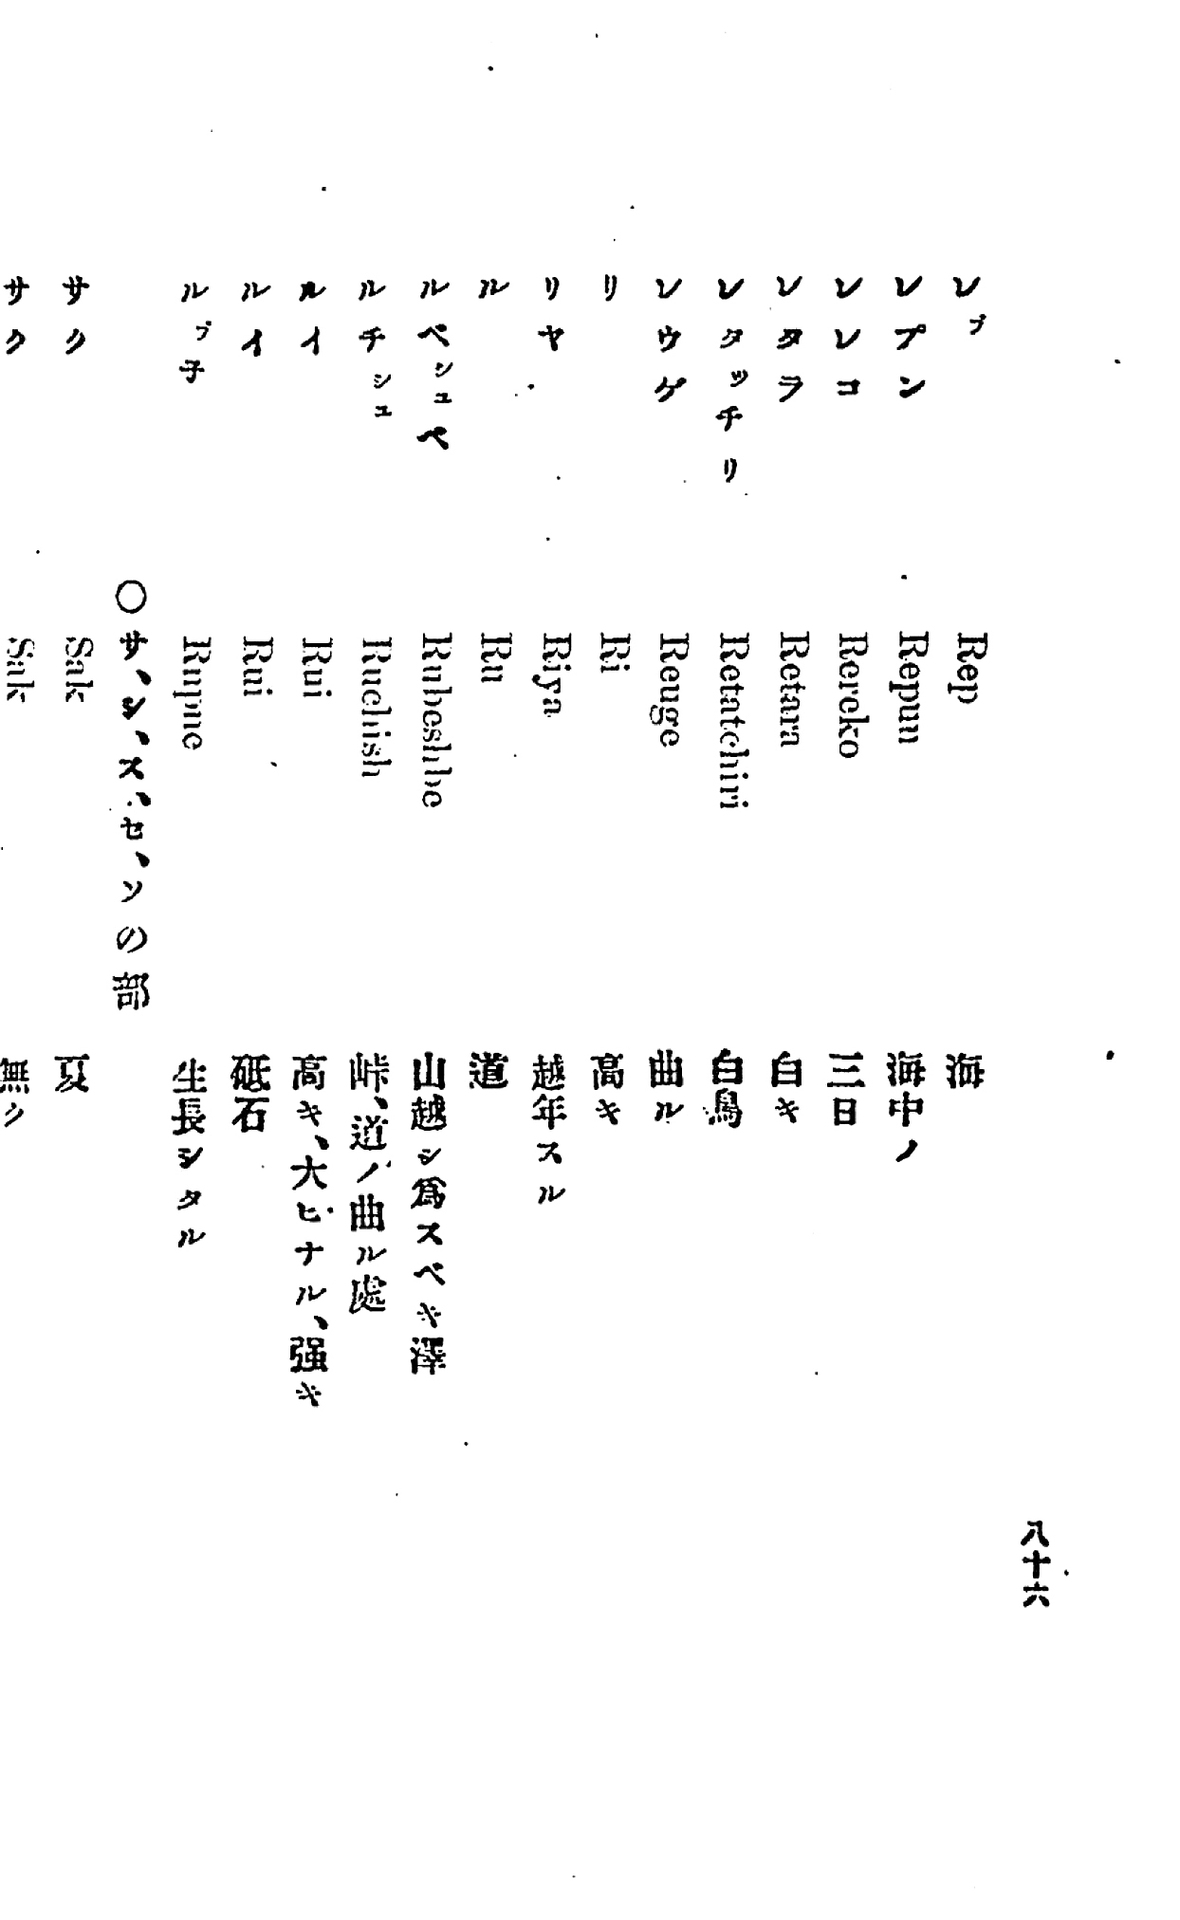 八十六
レプ Rep 海
レプン Repun 海中ノ
レレコ Rereko 三日
レタラ Retara 白キ
レタッチリ Retatchiri 白鳥
レウゲ Reuge 曲ル
リ Ri 高キ
リヤ Riya 越年スル
ル Ru 道
ルペシュペ Rubeshbe 山越シ爲スベキ澤
ルチシュ Ruchish 峠、道ノ曲ル處
ルイ Rui 高キ、大ビナル、强キ
ルイ Rui 砥石
ルプ子 Rupne 生長シタル
〇サ、シ、ス、セ、ソの部
サク Sak 夏
サク Sak 無ク